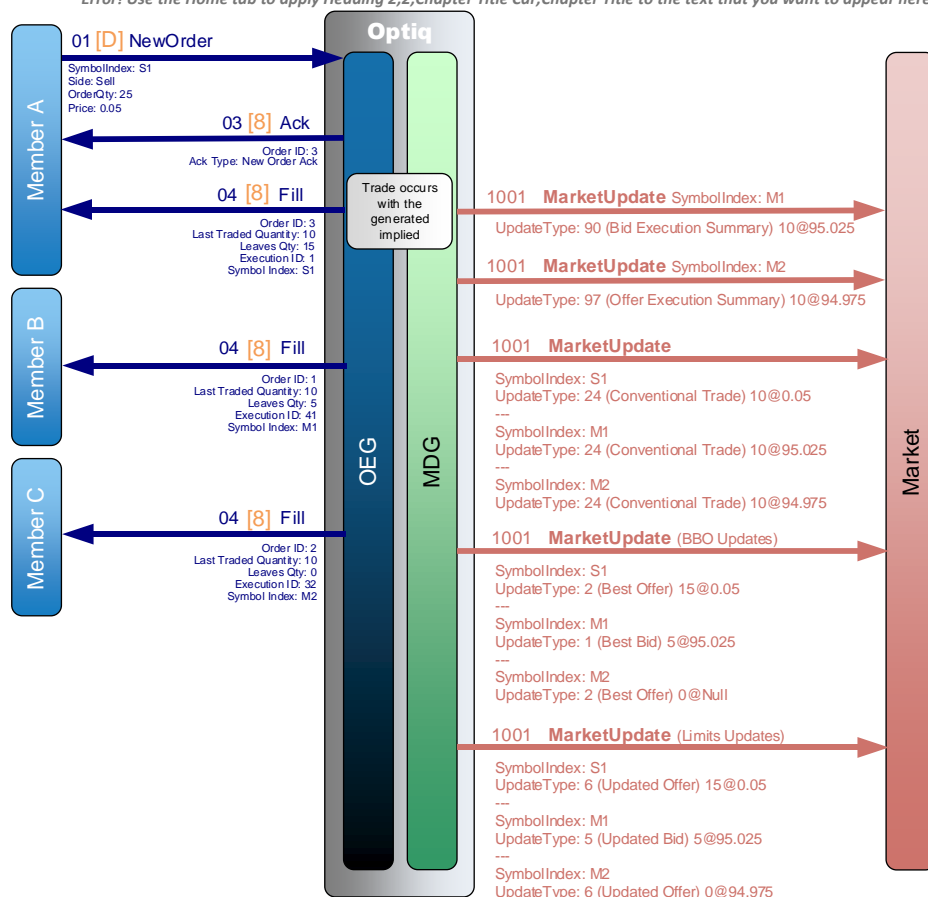 Error! Use the Home tab to apply Heading 2,2,Chapter Title Car,Chapter Title to the text that you want to appear here
Optiq
Member A
01 [D] NewOrder
SymbolIndex: S1
Side: Sell
OrderQty: 25
Price: 0.05
03 [8] Ack
Order ID: 3
Ack Type: New Order Ack
04 [8] Fill
Order ID: 3
Last Traded Quantity: 10
Leaves Qty: 15
Execution ID: 1
Symbol Index: S1
Member B
04 [8] Fill
Order ID: 1
Last Traded Quantity: 10
Leaves Qty: 5
Execution ID: 41
Symbol Index: M1
Member C
04 [8] Fill
Order ID: 2
Last Traded Quantity: 10
Leaves Qty: 0
Execution ID: 32
Symbol Index: M2
OEG
MDG
Trade occurs
with the
generated
implied
1001 MarketUpdate SymbolIndex: M1
UpdateType: 90 (Bid Execution Summary) 10@95.025
1001 MarketUpdate SymbolIndex: M2
UpdateType: 97 (Offer Execution Summary) 10@94.975
1001 MarketUpdate
SymbolIndex: S1
UpdateType: 24 (Conventional Trade) 10@0.05
---
SymbolIndex: M1
UpdateType: 24 (Conventional Trade) 10@95.025
---
SymbolIndex: M2
UpdateType: 24 (Conventional Trade) 10@94.975
1001 MarketUpdate (BBO Updates)
SymbolIndex: S1
UpdateType: 2 (Best Offer) 15@0.05
---
SymbolIndex: M1
UpdateType: 1 (Best Bid) 5@95.025
---
SymbolIndex: M2
UpdateType: 2 (Best Offer) 0@Null
1001 MarketUpdate (Limits Updates)
SymbolIndex: S1
UpdateType: 6 (Updated Offer) 15@0.05
---
SymbolIndex: M1
UpdateType: 5 (Updated Bid) 5@95.025
---
SymbolIndex: M2
UpdateType: 6 (Updated Offer) 0@94.975
Market